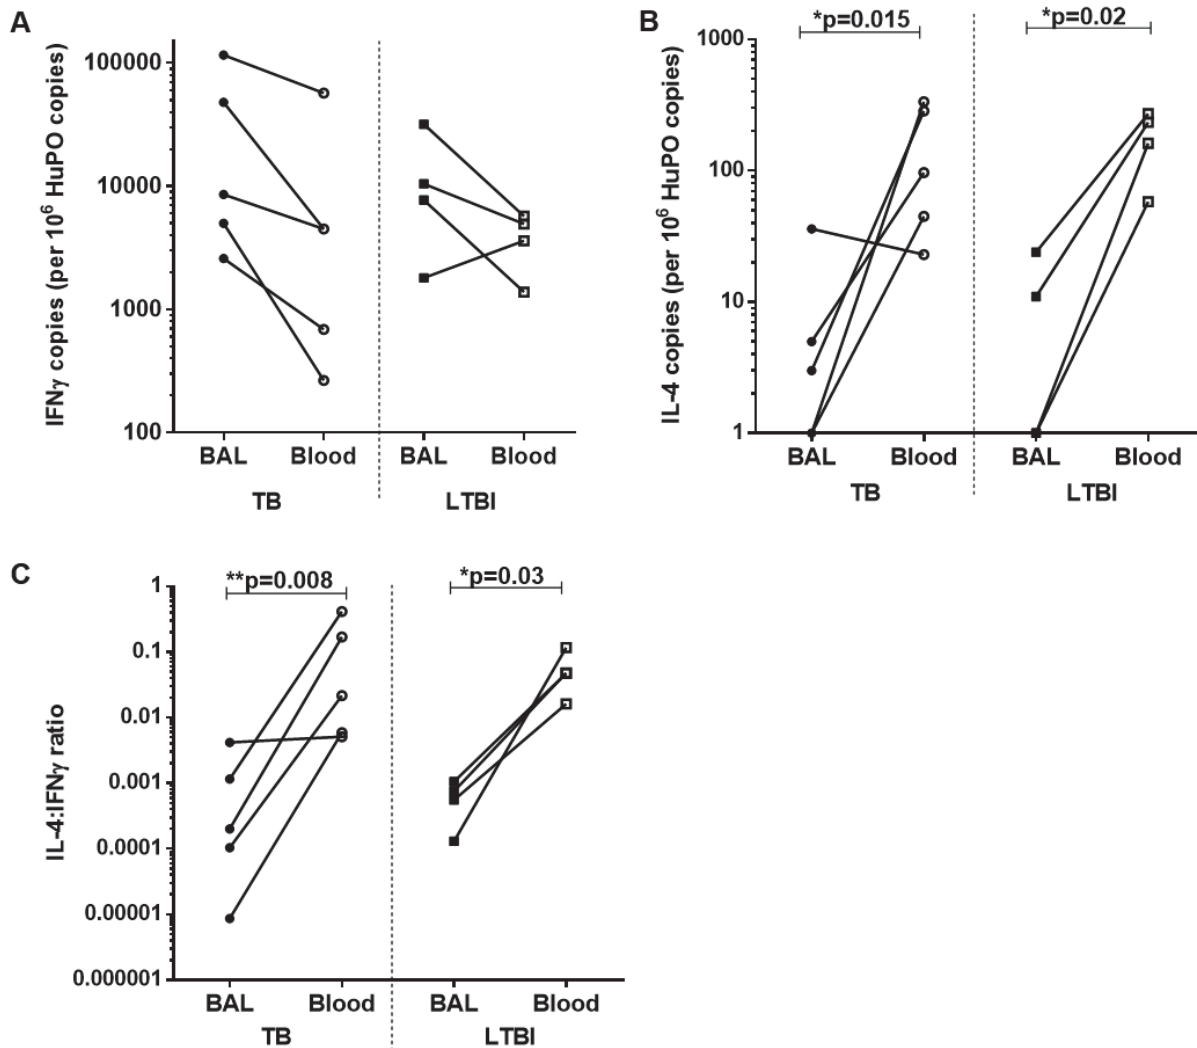 A
IFNγ copies (per 10⁶ HuPO copies)
100000
10000
1000
100
BAL Blood BAL Blood
TB LTBI
B
*p=0.015 *p=0.02
IL-4 copies (per 10⁶ HuPO copies)
1000
100
10
1
BAL Blood BAL Blood
TB LTBI
C
**p=0.008 *p=0.03
IL-4:IFNγ ratio
1
0.1
0.01
0.001
0.0001
0.00001
0.000001
BAL Blood BAL Blood
TB LTBI